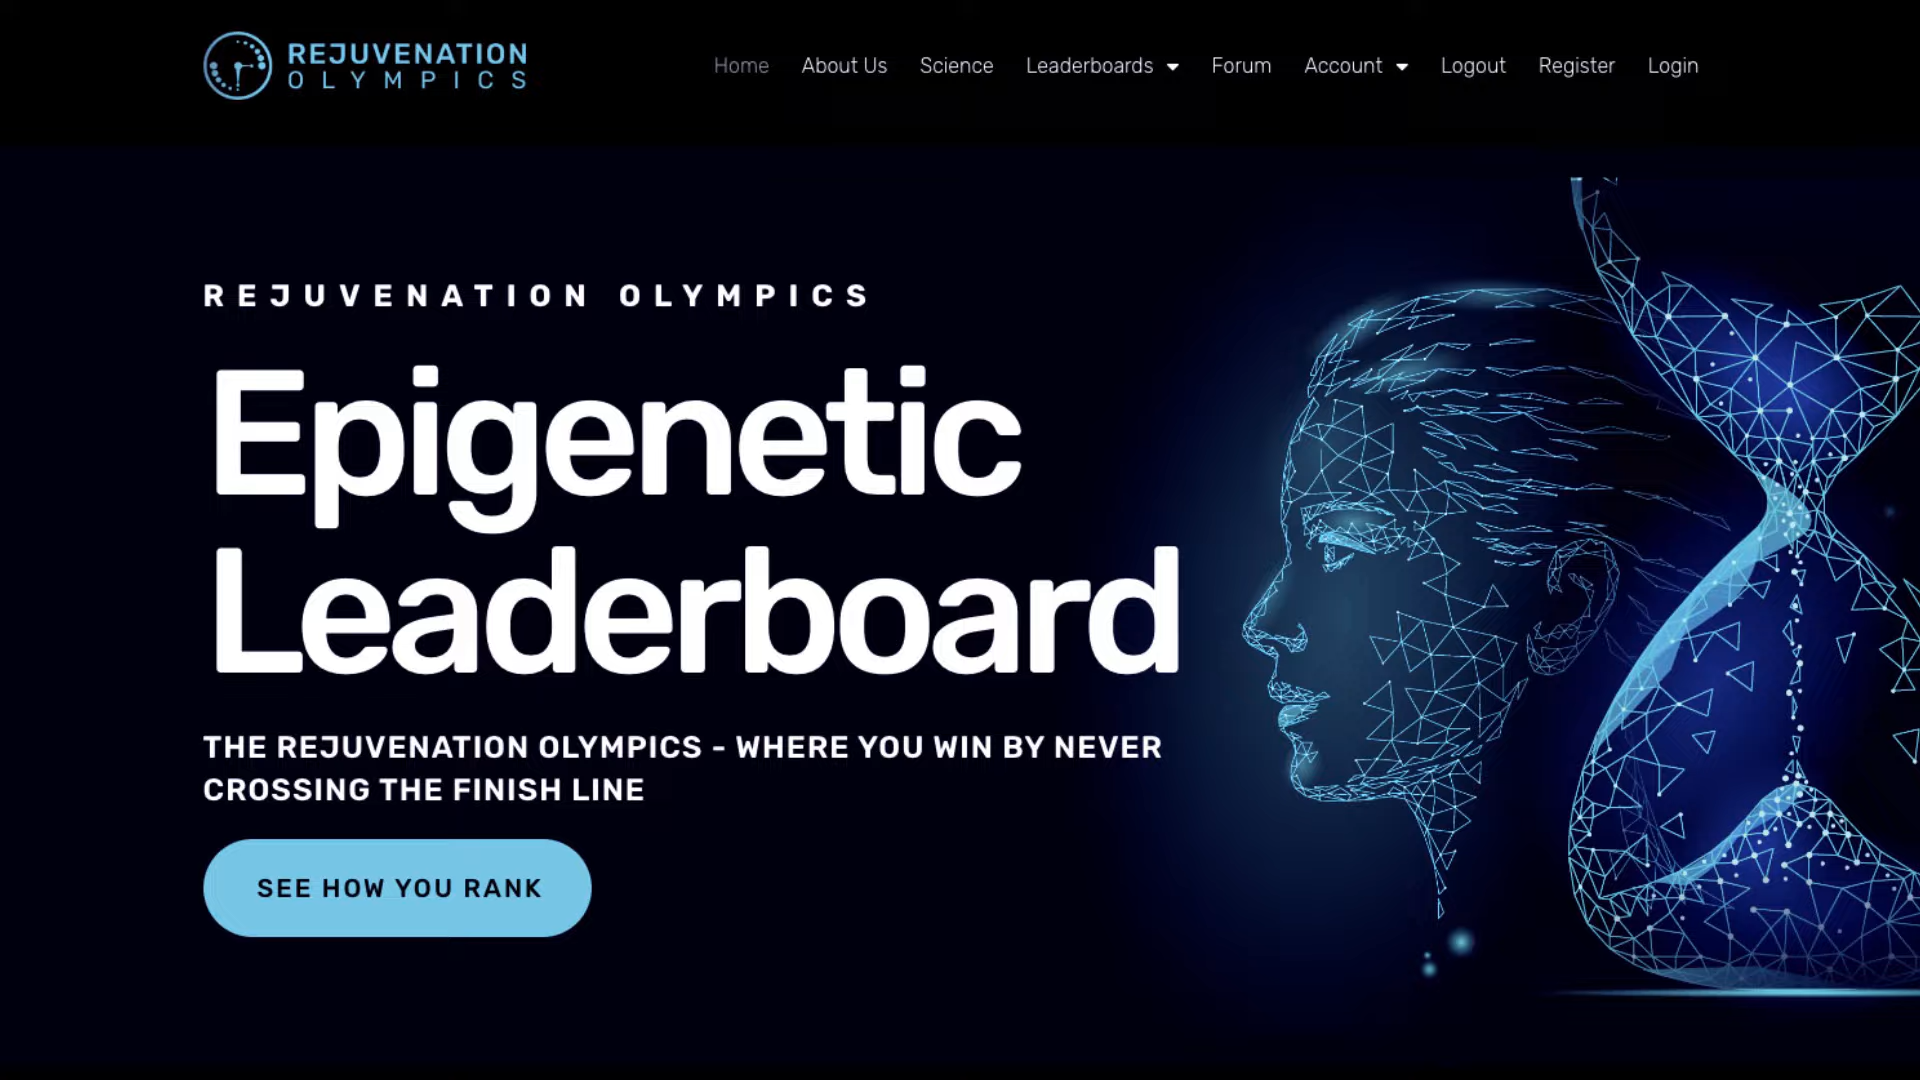 REJUVENATION
OLYMPICS
Home About Us Science Leaderboards Forum Account Logout Register Login
REJUVENATION OLYMPICS
Epigenetic
Leaderboard
THE REJUVENATION OLYMPICS - WHERE YOU WIN BY NEVER
CROSSING THE FINISH LINE
SEE HOW YOU RANK